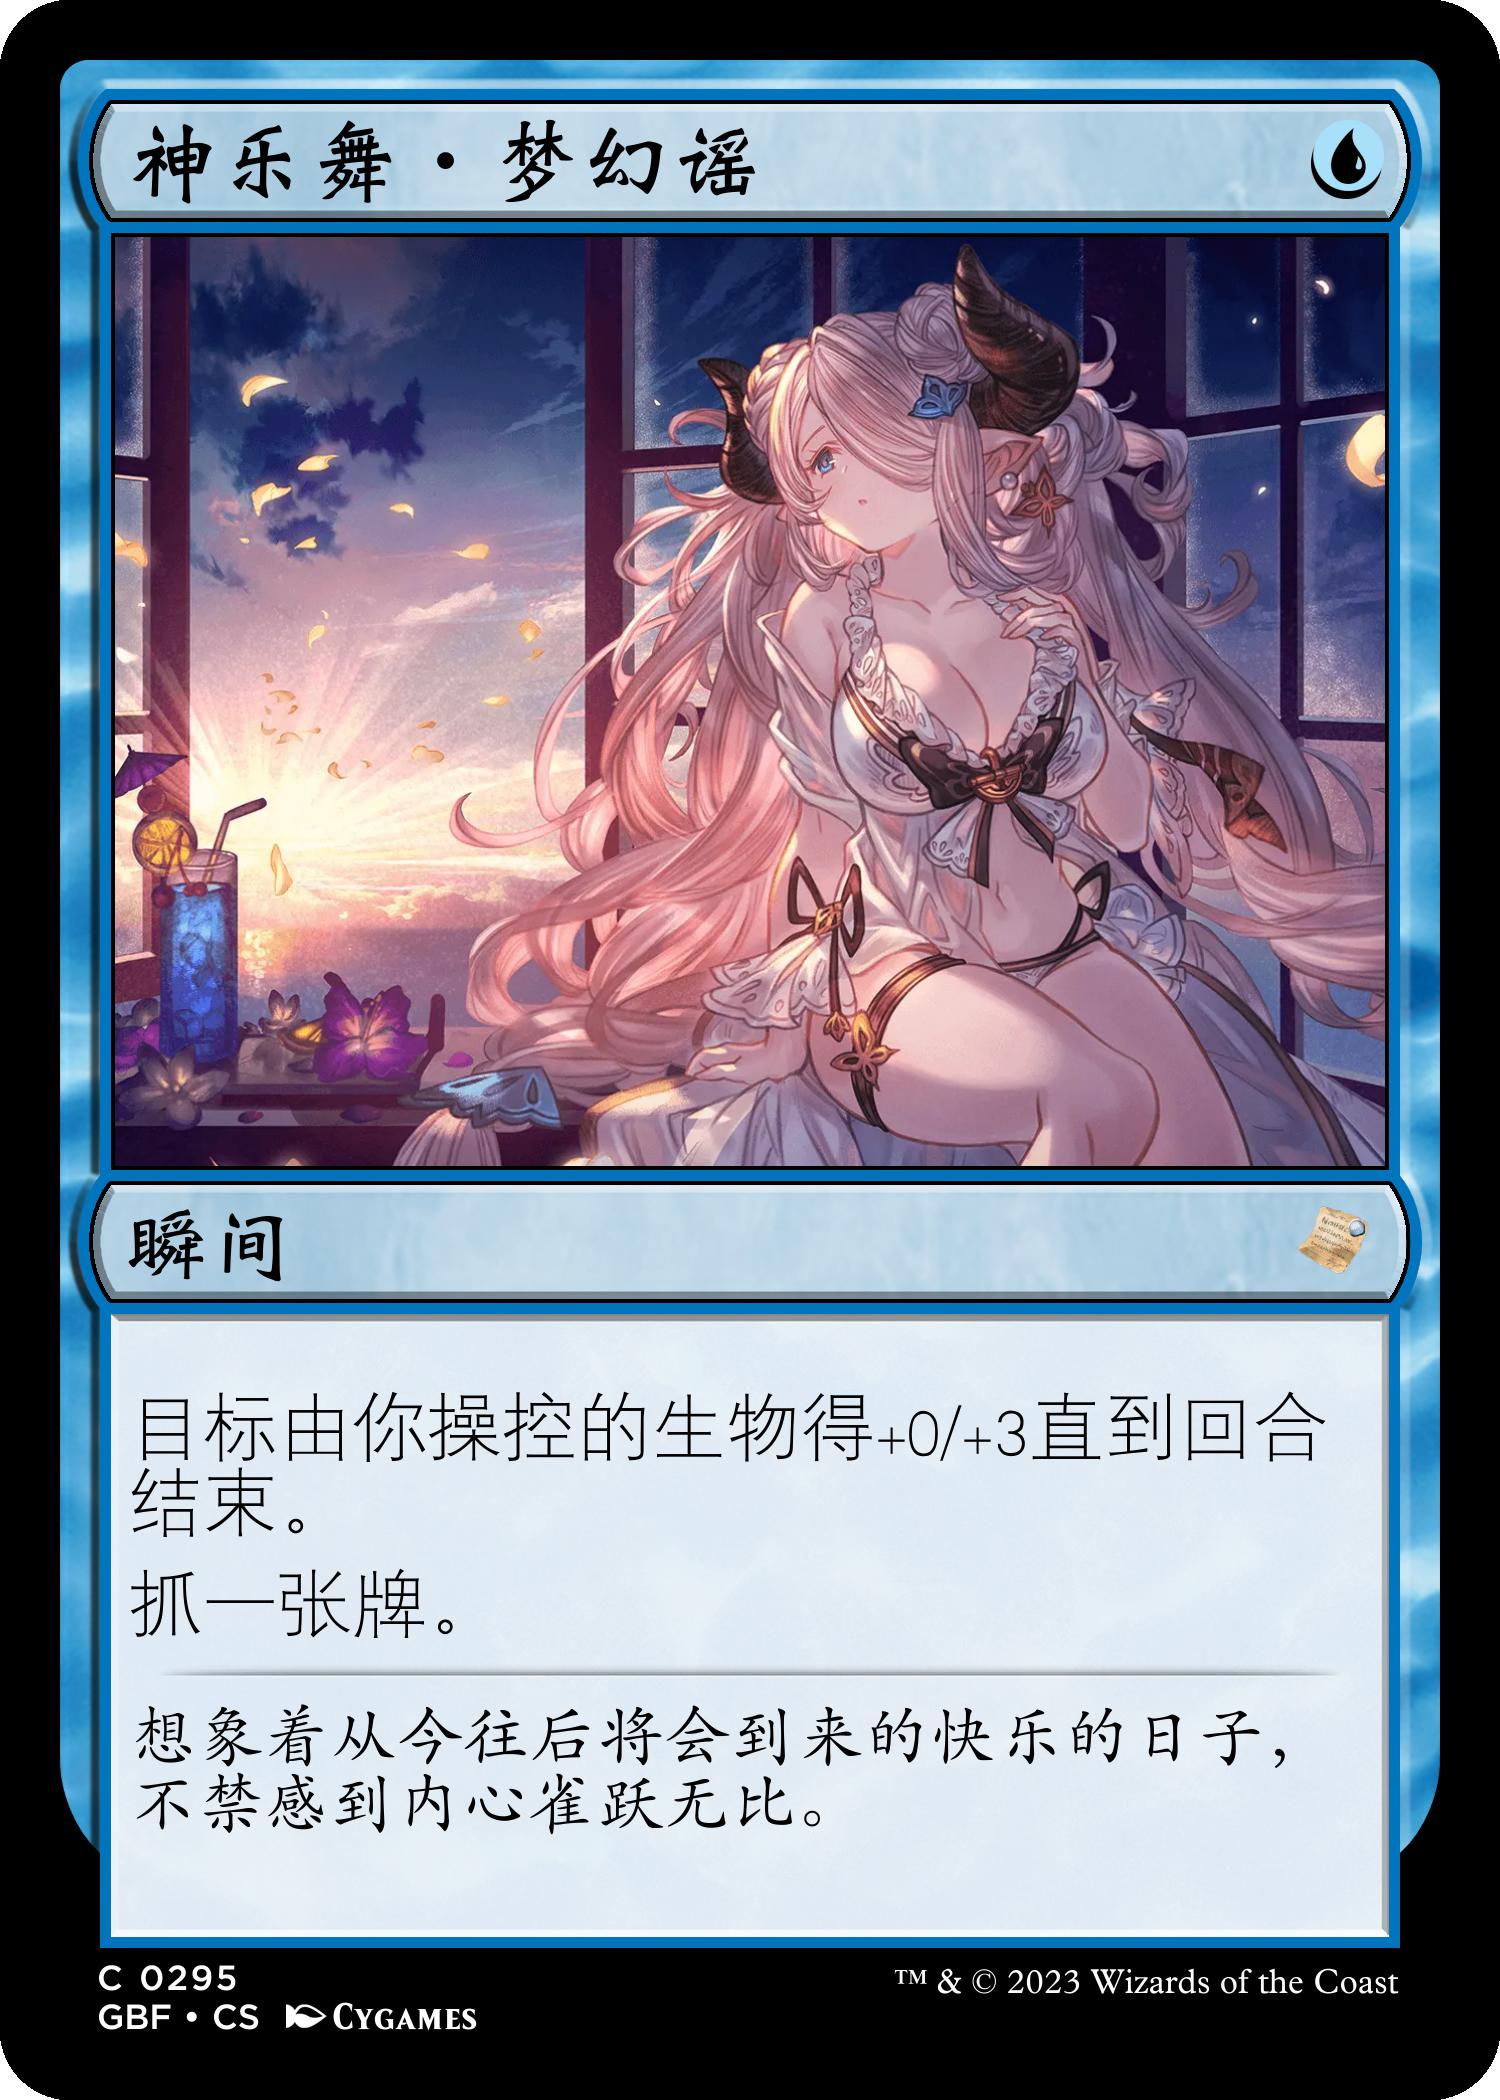 神乐舞·梦幻谣
瞬间
目标由你操控的生物得+0/+3直到回合
结束。
抓一张牌。
想象着从今往后将会到来的快乐的日子，
不禁感到内心雀跃无比。
C 0295
GBF • CS CYGAMES
™ & © 2023 Wizards of the Coast